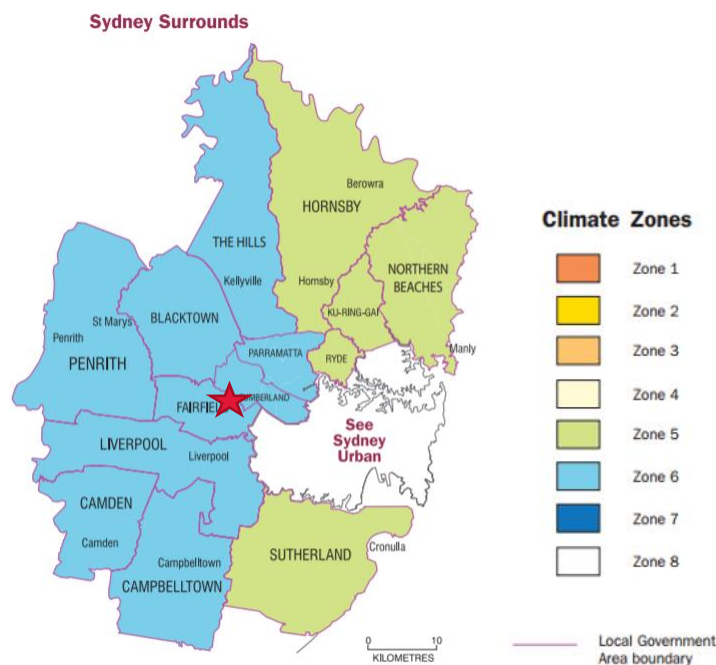 Sydney Surrounds
Berowra
HORNSBY
THE HILLS
NORTHERN
BEACHES
Kellyville
Hornsby
KU-RING-GAI
St Marys
BLACKTOWN
Penrith
PENRITH
PARRAMATTA
RYDE
Manly
See
Sydney
Urban
LIVERPOOL
Liverpool
CAMDEN
Camden
Campbelltown
CAMPBELLTOWN
SUTHERLAND
Cronulla
0 10
KILOMETRES
Climate Zones
Zone 1
Zone 2
Zone 3
Zone 4
Zone 5
Zone 6
Zone 7
Zone 8
Local Government
Area boundary